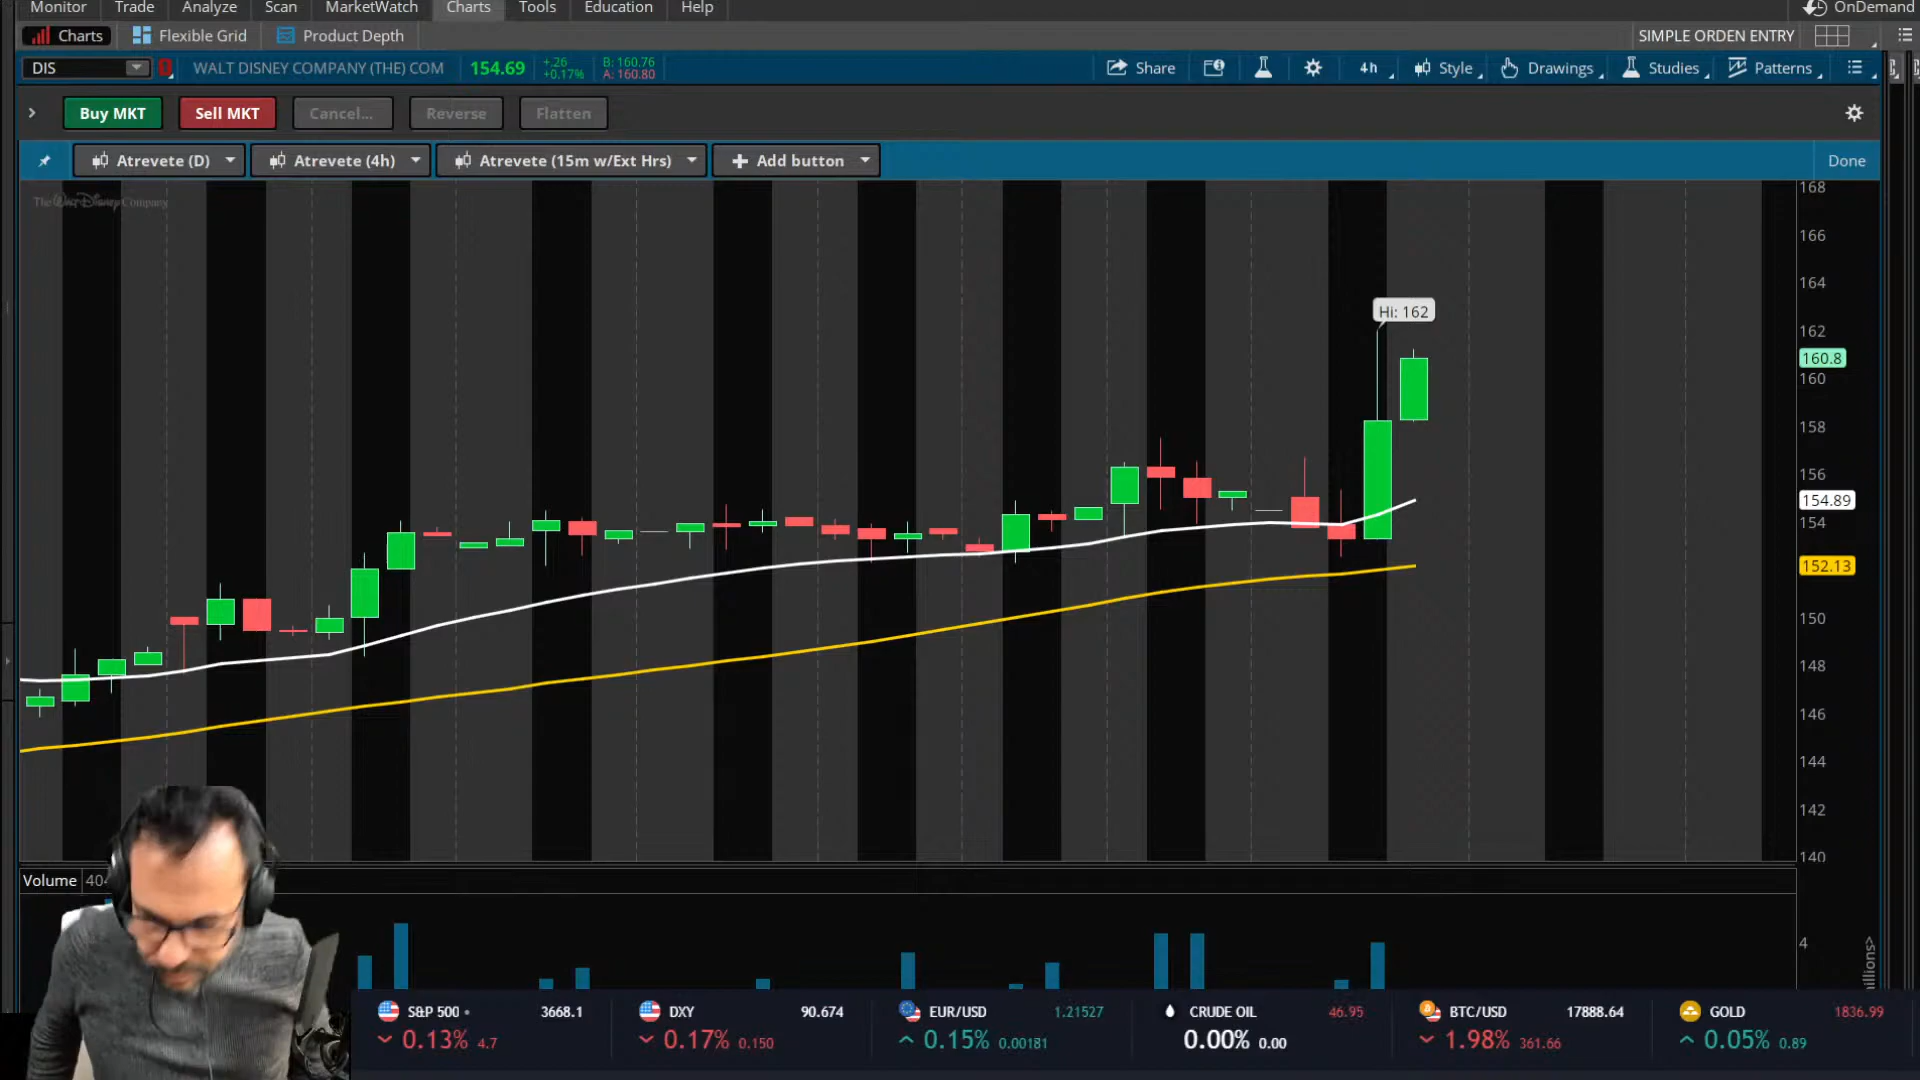 Monitor Trade Analyze Scan MarketWatch Charts Tools Education Help OnDemand
Charts Flexible Grid Product Depth SIMPLE ORDEN ENTRY
DIS WALT DISNEY COMPANY (THE) COM 154.69 +.26 +0.17% B: 160.76 A: 160.80 Share 4h Style Drawings Studies Patterns
Buy MKT Sell MKT Cancel... Reverse Flatten
Atrevete (D) Atrevete (4h) Atrevete (15m w/Ext Hrs) Add button Done
The Walt Disney Company
168
166
164
Hi: 162
162
160.8
160
158
156
154.89
154
152.13
150
148
146
144
142
140
Volume
4
S&P 500 3668.1 DXY 90.674 EUR/USD 1.21527 CRUDE OIL 46.95 BTC/USD 17888.64 GOLD 1836.99
0.13% 4.7 0.17% 0.150 0.15% 0.00181 0.00% 0.00 1.98% 361.66 0.05% 0.89